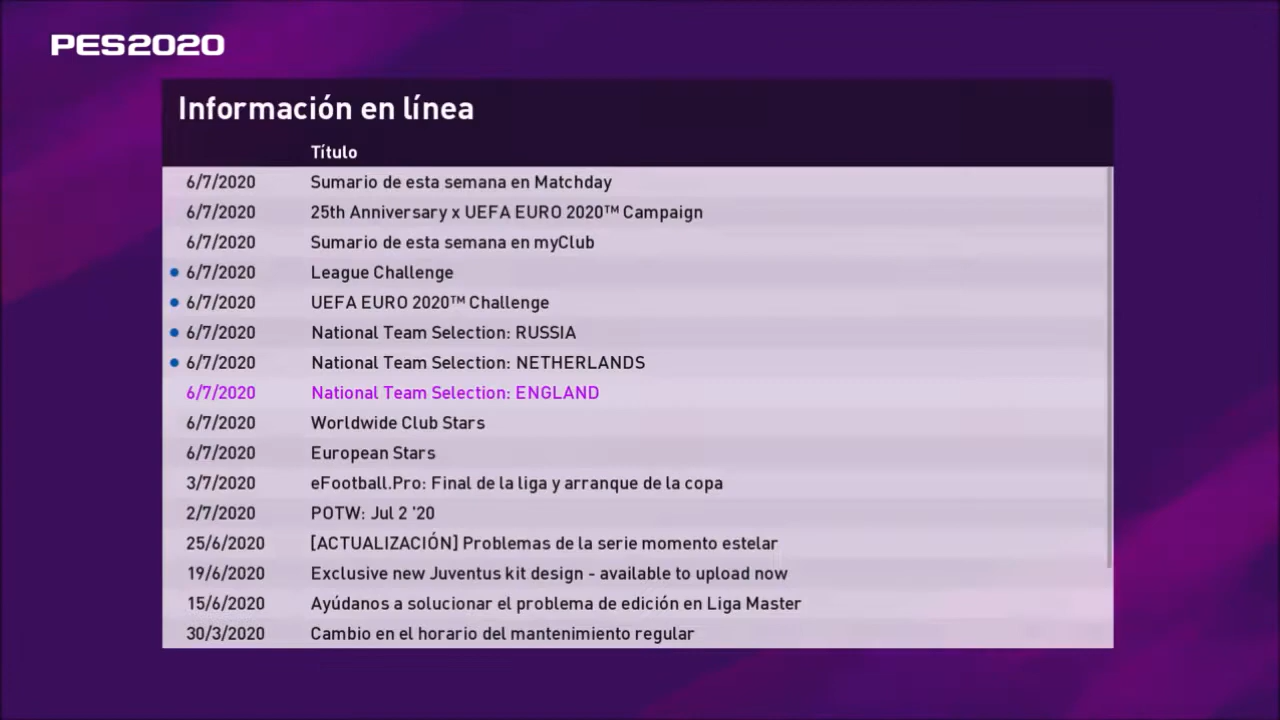 PES2020
Información en línea
Título
6/7/2020 Sumario de esta semana en Matchday
6/7/2020 25th Anniversary x UEFA EURO 2020™ Campaign
6/7/2020 Sumario de esta semana en myClub
6/7/2020 League Challenge
6/7/2020 UEFA EURO 2020™ Challenge
6/7/2020 National Team Selection: RUSSIA
6/7/2020 National Team Selection: NETHERLANDS
6/7/2020 National Team Selection: ENGLAND
6/7/2020 Worldwide Club Stars
6/7/2020 European Stars
3/7/2020 eFootball.Pro: Final de la liga y arranque de la copa
2/7/2020 POTW: Jul 2 '20
25/6/2020 [ACTUALIZACIÓN] Problemas de la serie momento estelar
19/6/2020 Exclusive new Juventus kit design - available to upload now
15/6/2020 Ayúdanos a solucionar el problema de edición en Liga Master
30/3/2020 Cambio en el horario del mantenimiento regular